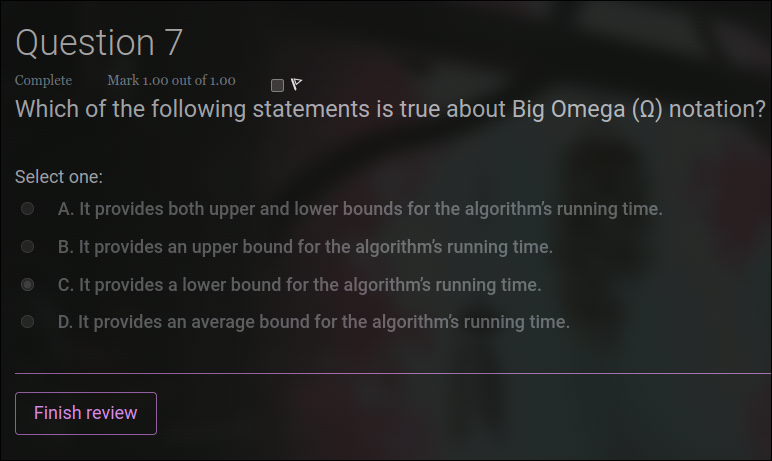 Question 7
Complete Mark 1.00 out of 1.00
Which of the following statements is true about Big Omega (Ω) notation?
Select one:
A. It provides both upper and lower bounds for the algorithm’s running time.
B. It provides an upper bound for the algorithm’s running time.
C. It provides a lower bound for the algorithm’s running time.
D. It provides an average bound for the algorithm’s running time.
Finish review